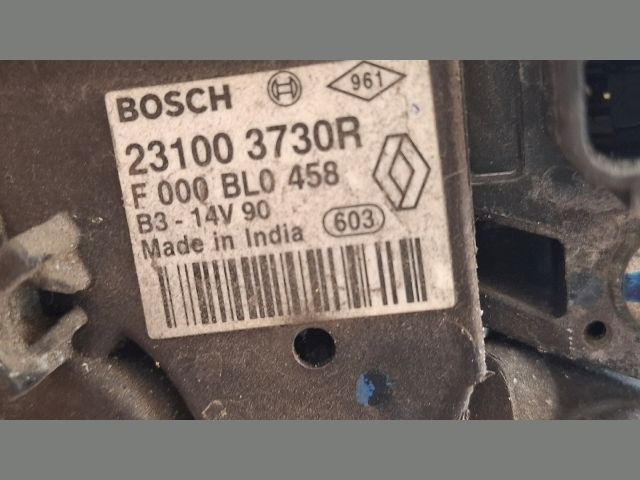 BOSCH 961
23100 3730R
F 000 BL0 458
B3 - 14V 90 603
Made in India